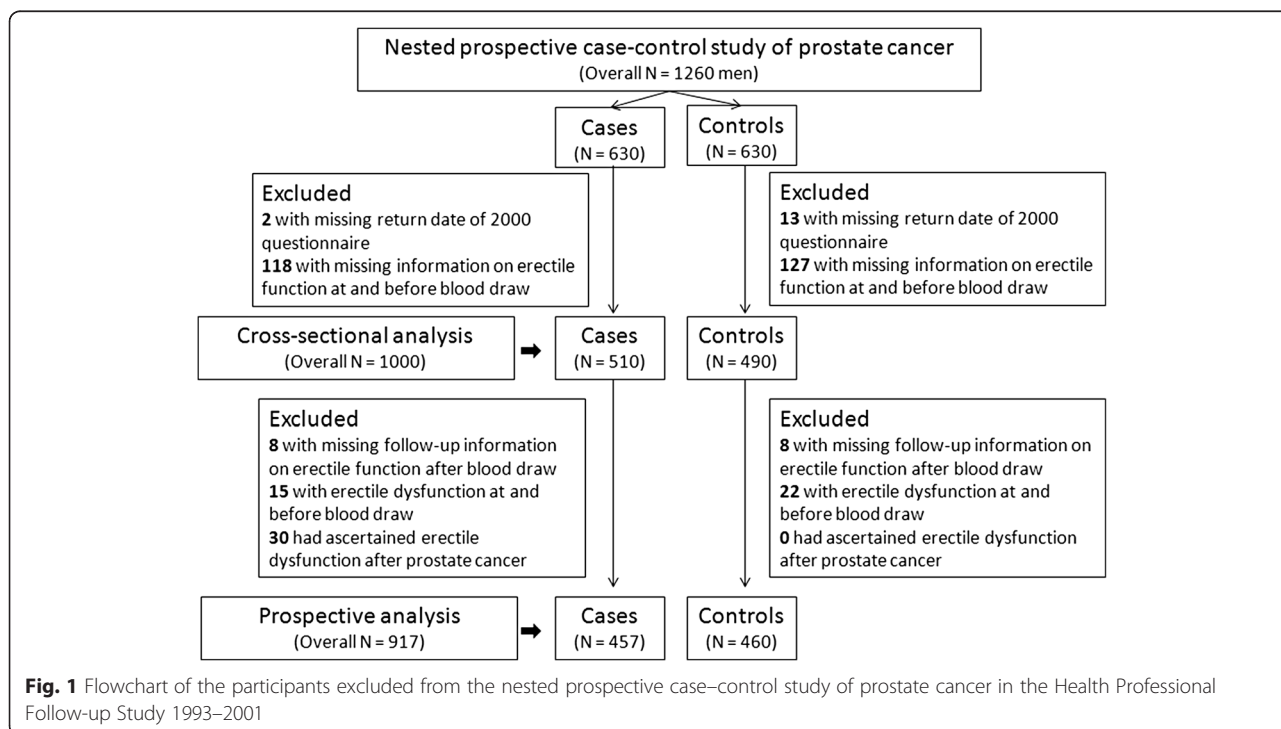 Nested prospective case-control study of prostate cancer
(Overall N = 1260 men)
Cases
(N = 630)
Controls
(N = 630)
Excluded
2 with missing return date of 2000
questionnaire
118 with missing information on erectile
function at and before blood draw
Excluded
13 with missing return date of 2000
questionnaire
127 with missing information on erectile
function at and before blood draw
Cross-sectional analysis
(Overall N = 1000)
Cases
(N = 510)
Controls
(N = 490)
Excluded
8 with missing follow-up information
on erectile function after blood draw
15 with erectile dysfunction at and
before blood draw
30 had ascertained erectile
dysfunction after prostate cancer
Excluded
8 with missing follow-up information on
erectile function after blood draw
22 with erectile dysfunction at and
before blood draw
0 had ascertained erectile dysfunction
after prostate cancer
Prospective analysis
(Overall N = 917)
Cases
(N = 457)
Controls
(N = 460)
Fig. 1 Flowchart of the participants excluded from the nested prospective case–control study of prostate cancer in the Health Professional
Follow-up Study 1993–2001